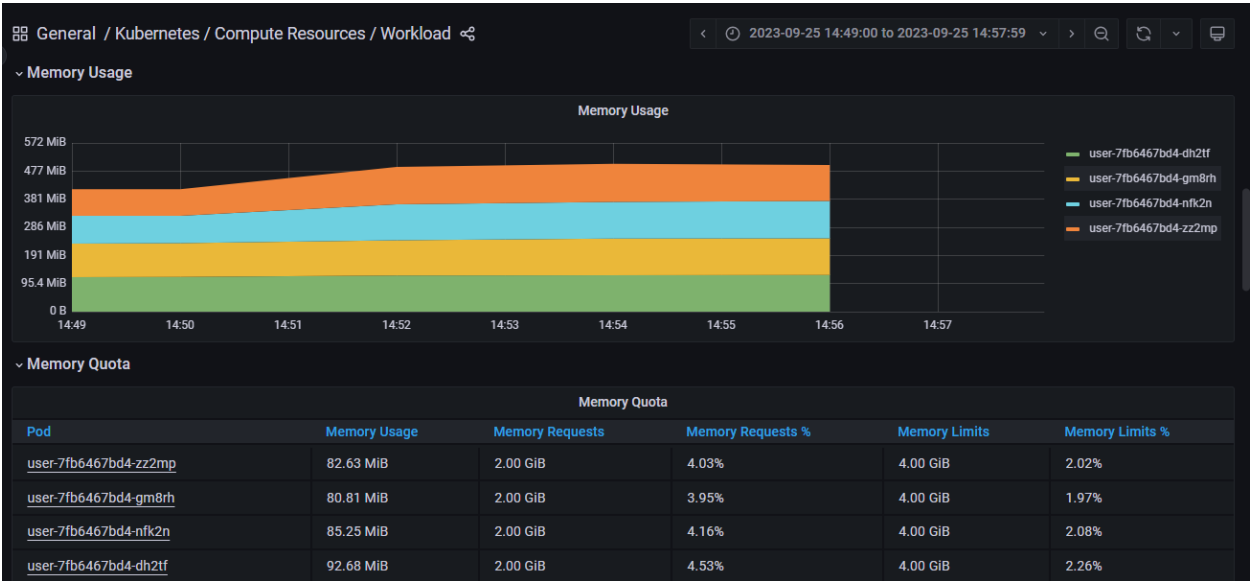 General / Kubernetes / Compute Resources / Workload
2023-09-25 14:49:00 to 2023-09-25 14:57:59
Memory Usage
Memory Usage
572 MiB
477 MiB
381 MiB
286 MiB
191 MiB
95.4 MiB
0 B
14:49 14:50 14:51 14:52 14:53 14:54 14:55 14:56 14:57
user-7fb6467bd4-dh2tf
user-7fb6467bd4-gm8rh
user-7fb6467bd4-nfk2n
user-7fb6467bd4-zz2mp
Memory Quota
Memory Quota
Pod Memory Usage Memory Requests Memory Requests % Memory Limits Memory Limits %
user-7fb6467bd4-zz2mp 82.63 MiB 2.00 GiB 4.03% 4.00 GiB 2.02%
user-7fb6467bd4-gm8rh 80.81 MiB 2.00 GiB 3.95% 4.00 GiB 1.97%
user-7fb6467bd4-nfk2n 85.25 MiB 2.00 GiB 4.16% 4.00 GiB 2.08%
user-7fb6467bd4-dh2tf 92.68 MiB 2.00 GiB 4.53% 4.00 GiB 2.26%